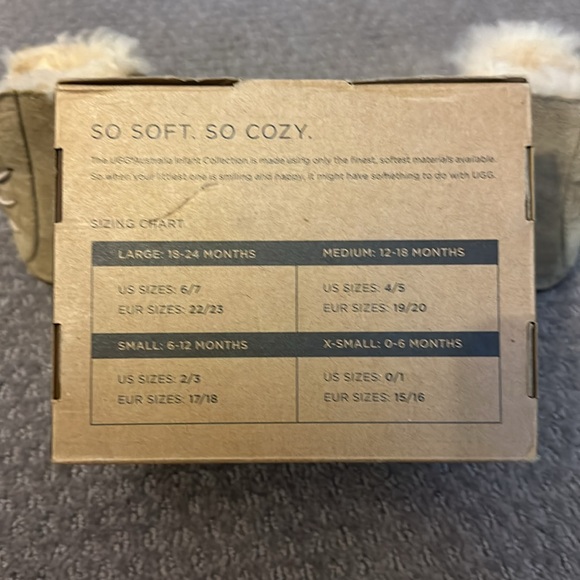 SO SOFT. SO COZY.
The UGG® Australia Infant Collection is made using only the finest, softest materials available.
So when your littlest one is smiling and happy, it might have something to do with UGG.
SIZING CHART
LARGE: 18-24 MONTHS
US SIZES: 6/7
EUR SIZES: 22/23
MEDIUM: 12-18 MONTHS
US SIZES: 4/5
EUR SIZES: 19/20
SMALL: 6-12 MONTHS
US SIZES: 2/3
EUR SIZES: 17/18
X-SMALL: 0-6 MONTHS
US SIZES: 0/1
EUR SIZES: 15/16